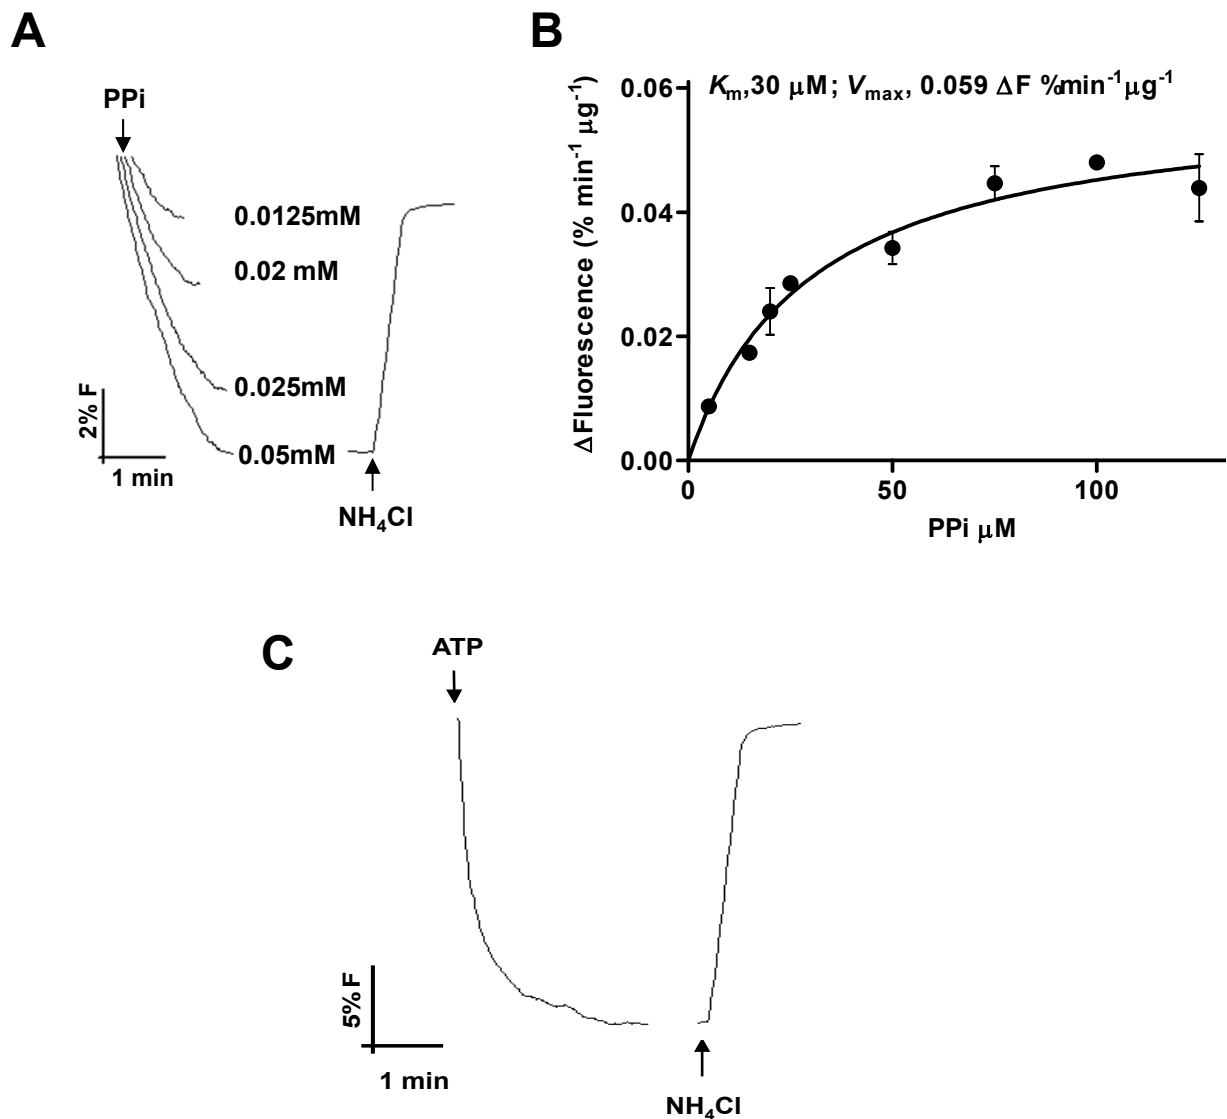 A
PPi
0.0125mM
0.02 mM
0.025mM
0.05mM
2% F
1 min
NH₄Cl
B
Kₘ,30 μM; Vₘₐₓ, 0.059 ΔF %min⁻¹μg⁻¹
ΔFluorescence (% min⁻¹ μg⁻¹)
0.06
0.04
0.02
0.00
0
50
100
PPi μM
C
ATP
5% F
1 min
NH₄Cl